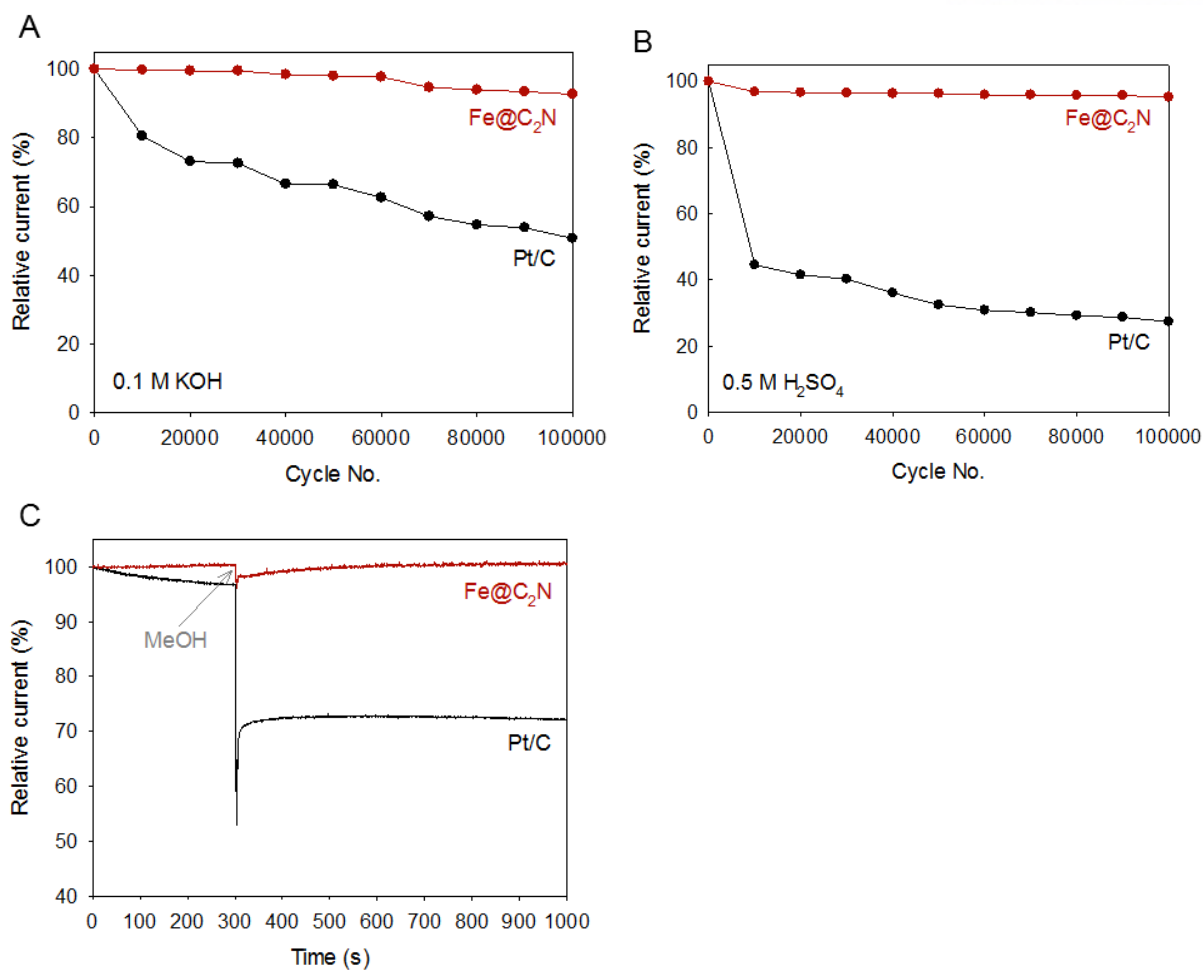 A
Relative current (%)
100
80
60
40
20
0
Fe@C₂N
Pt/C
0.1 M KOH
0 20000 40000 60000 80000 100000
Cycle No.
B
Relative current (%)
100
80
60
40
20
0
Fe@C₂N
Pt/C
0.5 M H₂SO₄
0 20000 40000 60000 80000 100000
Cycle No.
C
Relative current (%)
100
90
80
70
60
50
40
Fe@C₂N
MeOH
Pt/C
0 100 200 300 400 500 600 700 800 900 1000
Time (s)